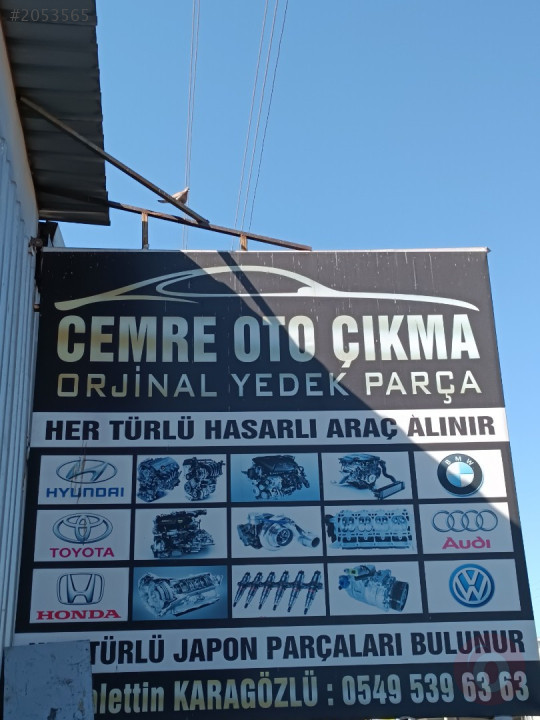 #2053565
CEMRE OTO ÇIKMA
ORJİNAL YEDEK PARÇA
HER TÜRLÜ HASARLI ARAÇ ALINIR
HYUNDAI
BMW
TOYOTA
Audi
HONDA
TÜRLÜ JAPON PARÇALARI BULUNUR
KARAGÖZLÜ : 0549 539 63 63